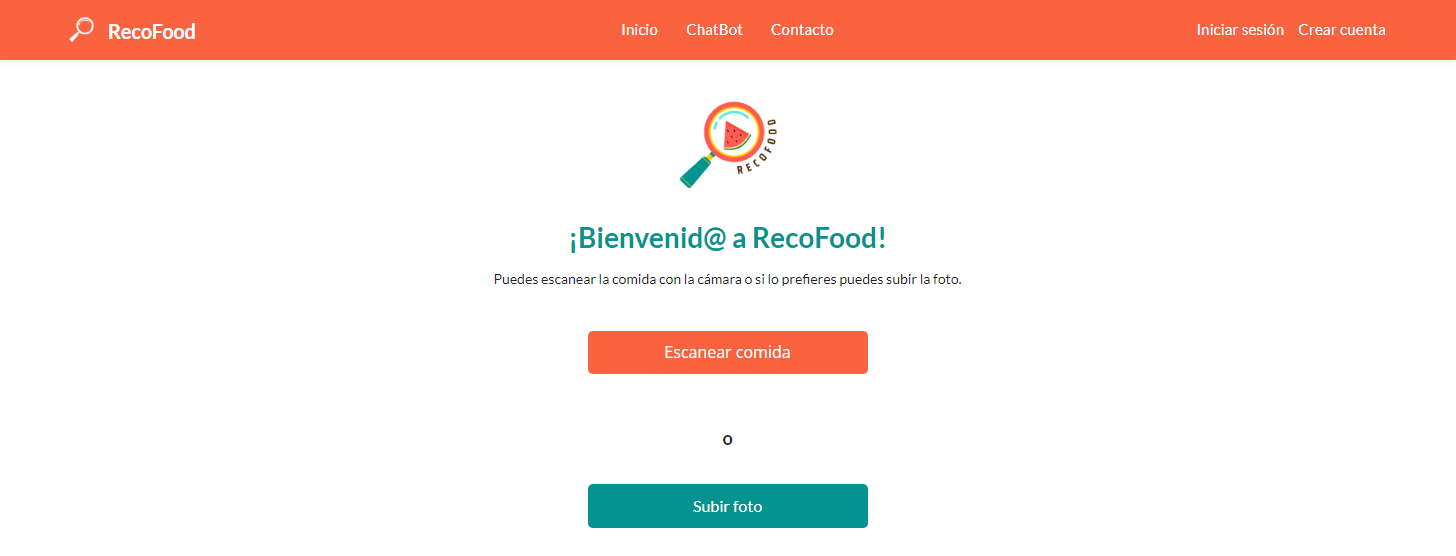 RecoFood
Inicio ChatBot Contacto
Iniciar sesión Crear cuenta
RECOFOOD
¡Bienvenid@ a RecoFood!
Puedes escanear la comida con la cámara o si lo prefieres puedes subir la foto.
Escanear comida
o
Subir foto